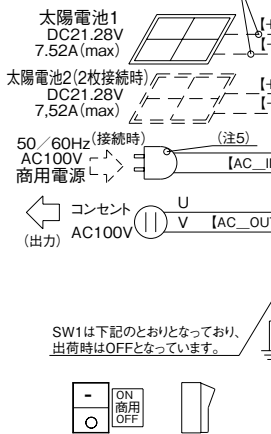 太陽電池1
DC21.28V
7.52A(max)
太陽電池2(2枚接続時)
DC21.28V
7,52A(max)
50／60Hz(接続時)
AC100V
商用電源
(注5)
コンセント
AC100V
(出力)
U
V
SW1は下記のとおりとなっており、
出荷時はOFFとなっています。
ON
商用
OFF